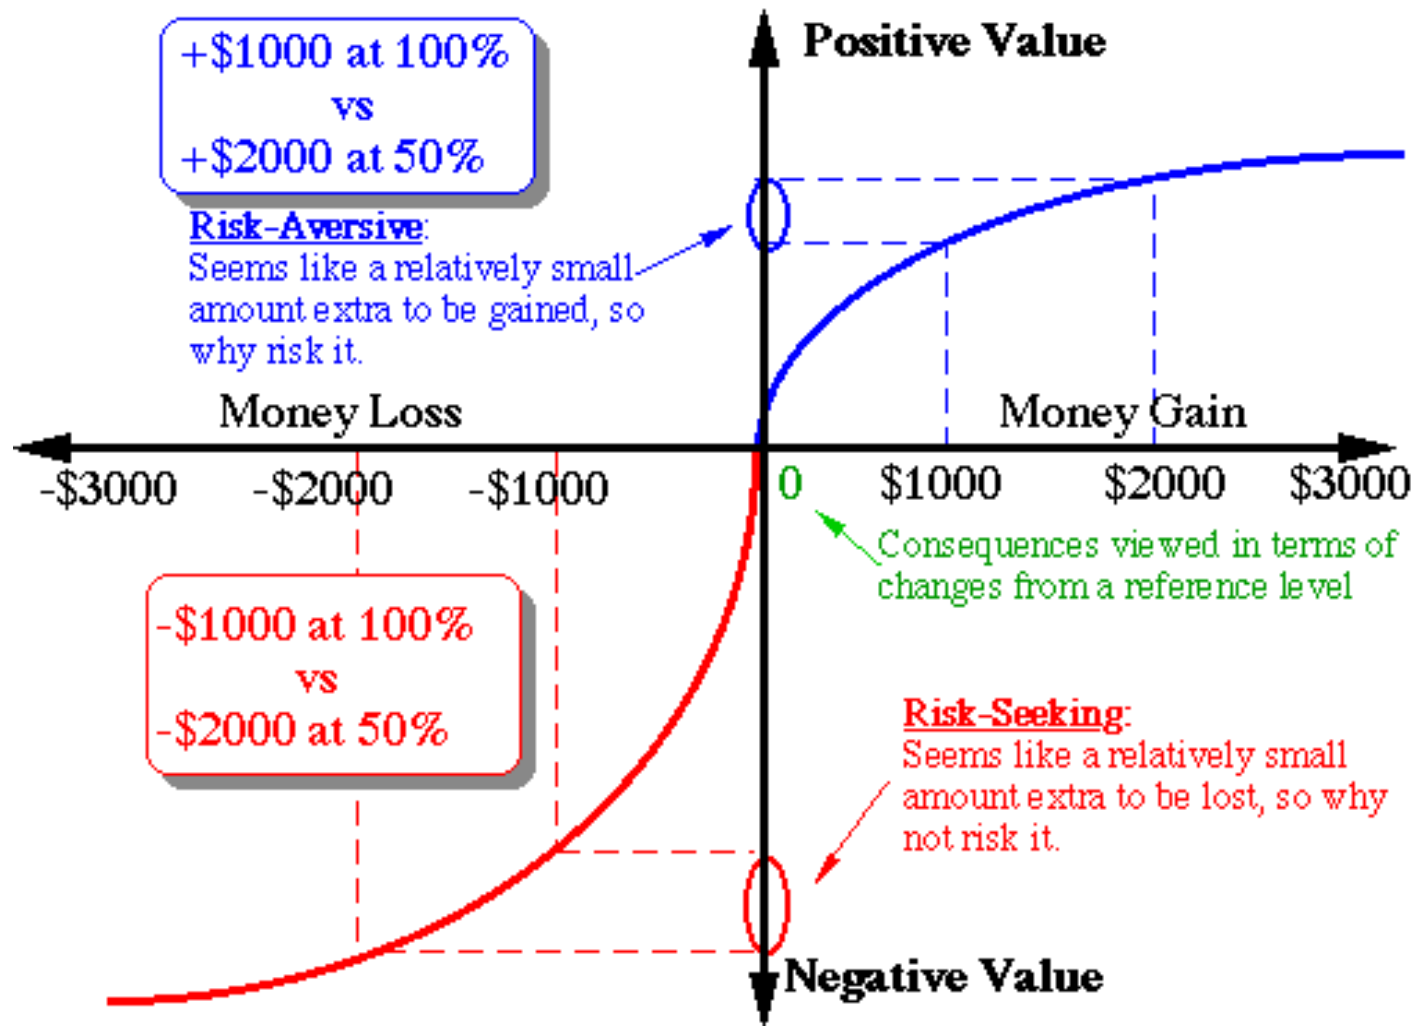 +$1000 at 100%
vs
+$2000 at 50%
Positive Value
Risk-Aversive:
Seems like a relatively small
amount extra to be gained, so
why risk it.
Money Loss
Money Gain
-$3000
-$2000
-$1000
0
$1000
$2000
$3000
Consequences viewed in terms of
changes from a reference level
-$1000 at 100%
vs
-$2000 at 50%
Risk-Seeking:
Seems like a relatively small
amount extra to be lost, so why
not risk it.
Negative Value